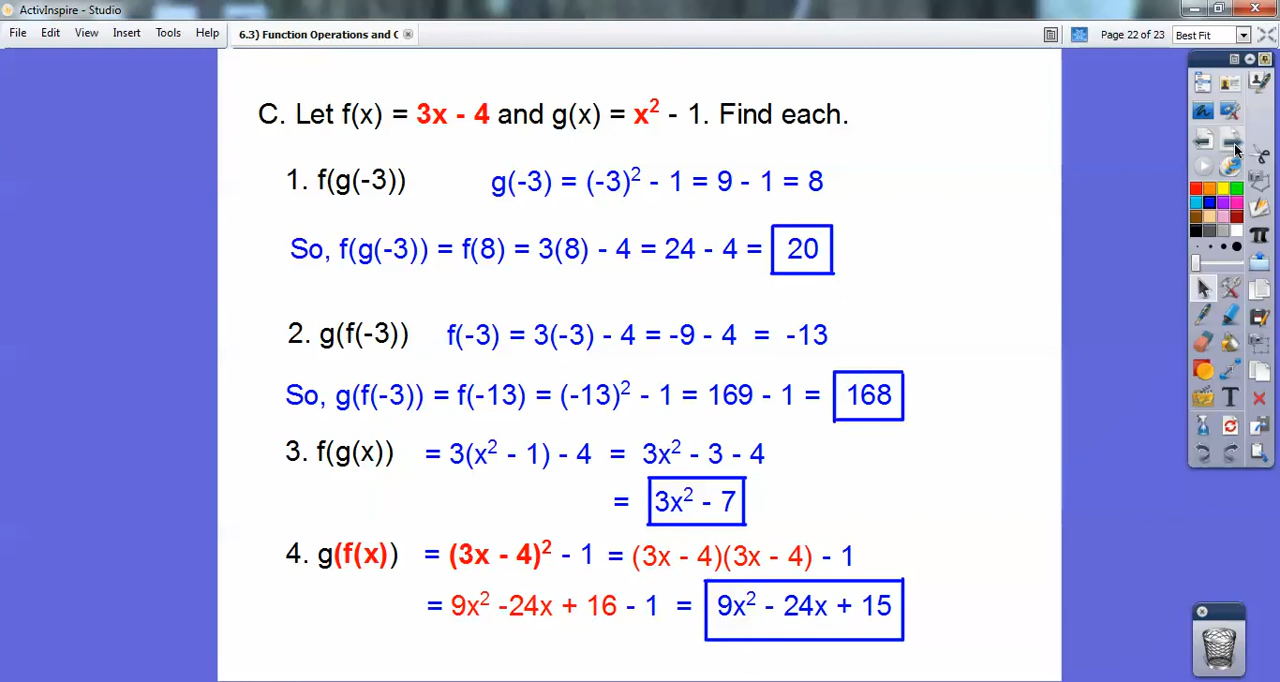 ActivInspire - Studio
File Edit View Insert Tools Help
6.3) Function Operations and C
Page 22 of 23
Best Fit
C. Let f(x) = 3x - 4 and g(x) = x² - 1. Find each.
1. f(g(-3)) g(-3) = (-3)² - 1 = 9 - 1 = 8
So, f(g(-3)) = f(8) = 3(8) - 4 = 24 - 4 = 20
2. g(f(-3)) f(-3) = 3(-3) - 4 = -9 - 4 = -13
So, g(f(-3)) = f(-13) = (-13)² - 1 = 169 - 1 = 168
3. f(g(x)) = 3(x² - 1) - 4 = 3x² - 3 - 4
= 3x² - 7
4. g(f(x)) = (3x - 4)² - 1 = (3x - 4)(3x - 4) - 1
= 9x² -24x + 16 - 1 = 9x² - 24x + 15